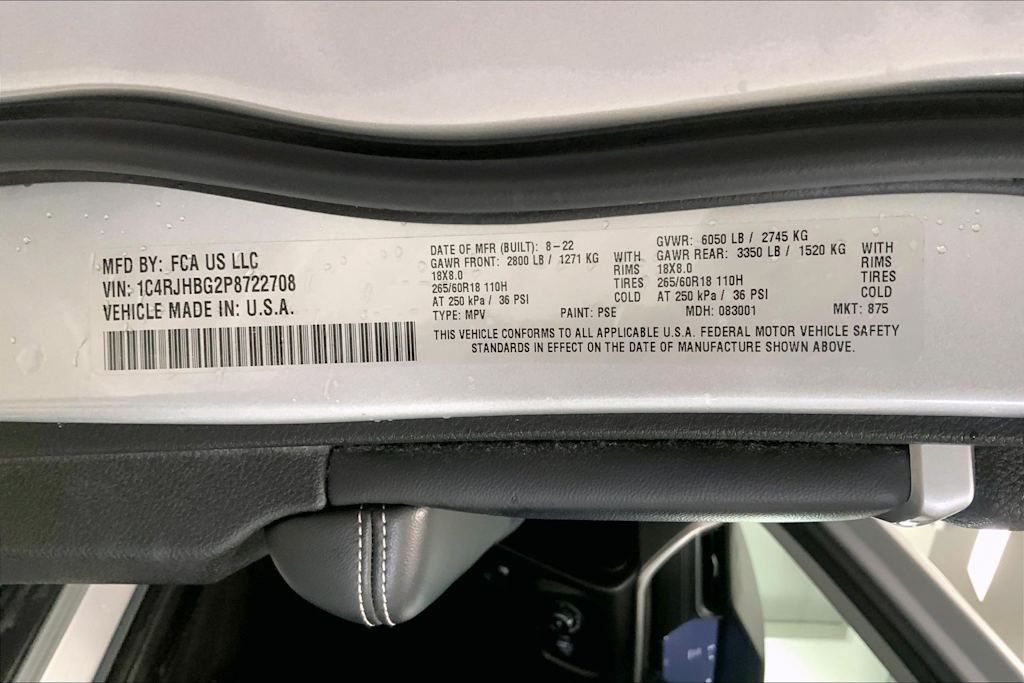 MFD BY: FCA US LLC
VIN: 1C4RJHBG2P8722708
VEHICLE MADE IN: U.S.A.
DATE OF MFR (BUILT): 8-22
GAWR FRONT: 2800 LB / 1271 KG WITH
18X8.0 RIMS
265/60R18 110H TIRES
AT 250 kPa / 36 PSI COLD
TYPE: MPV PAINT: PSE
GVWR: 6050 LB / 2745 KG
GAWR REAR: 3350 LB / 1520 KG WITH
18X8.0 RIMS
265/60R18 110H TIRES
AT 250 kPa / 36 PSI COLD
MDH: 083001 MKT: 875
THIS VEHICLE CONFORMS TO ALL APPLICABLE U.S.A. FEDERAL MOTOR VEHICLE SAFETY
STANDARDS IN EFFECT ON THE DATE OF MANUFACTURE SHOWN ABOVE.